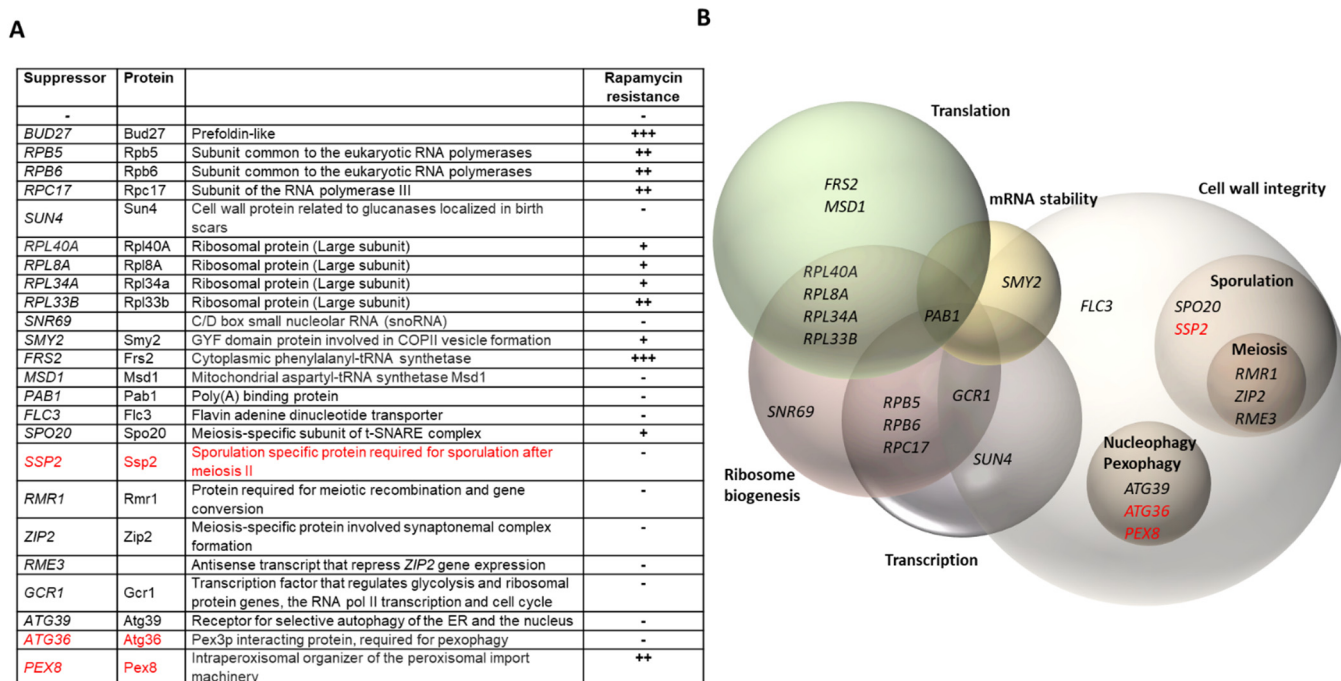 A
Suppressor Protein Rapamycin
resistance
- -
BUD27 Bud27 Prefoldin-like +++
RPB5 Rpb5 Subunit common to the eukaryotic RNA polymerases ++
RPB6 Rpb6 Subunit common to the eukaryotic RNA polymerases ++
RPC17 Rpc17 Subunit of the RNA polymerase III ++
SUN4 Sun4 Cell wall protein related to glucanases localized in birth -
scars
RPL40A Rpl40A Ribosomal protein (Large subunit) +
RPL8A Rpl8A Ribosomal protein (Large subunit) +
RPL34A Rpl34a Ribosomal protein (Large subunit) +
RPL33B Rpl33b Ribosomal protein (Large subunit) ++
SNR69 C/D box small nucleolar RNA (snoRNA) -
SMY2 Smy2 GYF domain protein involved in COPII vesicle formation +
FRS2 Frs2 Cytoplasmic phenylalanyl-tRNA synthetase +++
MSD1 Msd1 Mitochondrial aspartyl-tRNA synthetase Msd1 -
PAB1 Pab1 Poly(A) binding protein -
FLC3 Flc3 Flavin adenine dinucleotide transporter -
SPO20 Spo20 Meiosis-specific subunit of t-SNARE complex +
SSP2 Ssp2 Sporulation specific protein required for sporulation after -
meiosis II
RMR1 Rmr1 Protein required for meiotic recombination and gene -
conversion
ZIP2 Zip2 Meiosis-specific protein involved synaptonemal complex -
formation
RME3 Antisense transcript that repress ZIP2 gene expression -
GCR1 Gcr1 Transcription factor that regulates glycolysis and ribosomal -
protein genes, the RNA pol II transcription and cell cycle
ATG39 Atg39 Receptor for selective autophagy of the ER and the nucleus -
ATG36 Atg36 Pex3p interacting protein, required for pexophagy -
PEX8 Pex8 Intraperoxisomal organizer of the peroxisomal import ++
machinery
B
Translation
FRS2
MSD1
mRNA stability
Cell wall integrity
RPL40A
RPL8A
RPL34A
RPL33B
PAB1
SMY2
FLC3
Sporulation
SPO20
SSP2
Meiosis
RMR1
ZIP2
RME3
SNR69
RPB5
RPB6
RPC17
GCR1
SUN4
Nucleophagy
Pexophagy
ATG39
ATG36
PEX8
Ribosome
biogenesis
Transcription